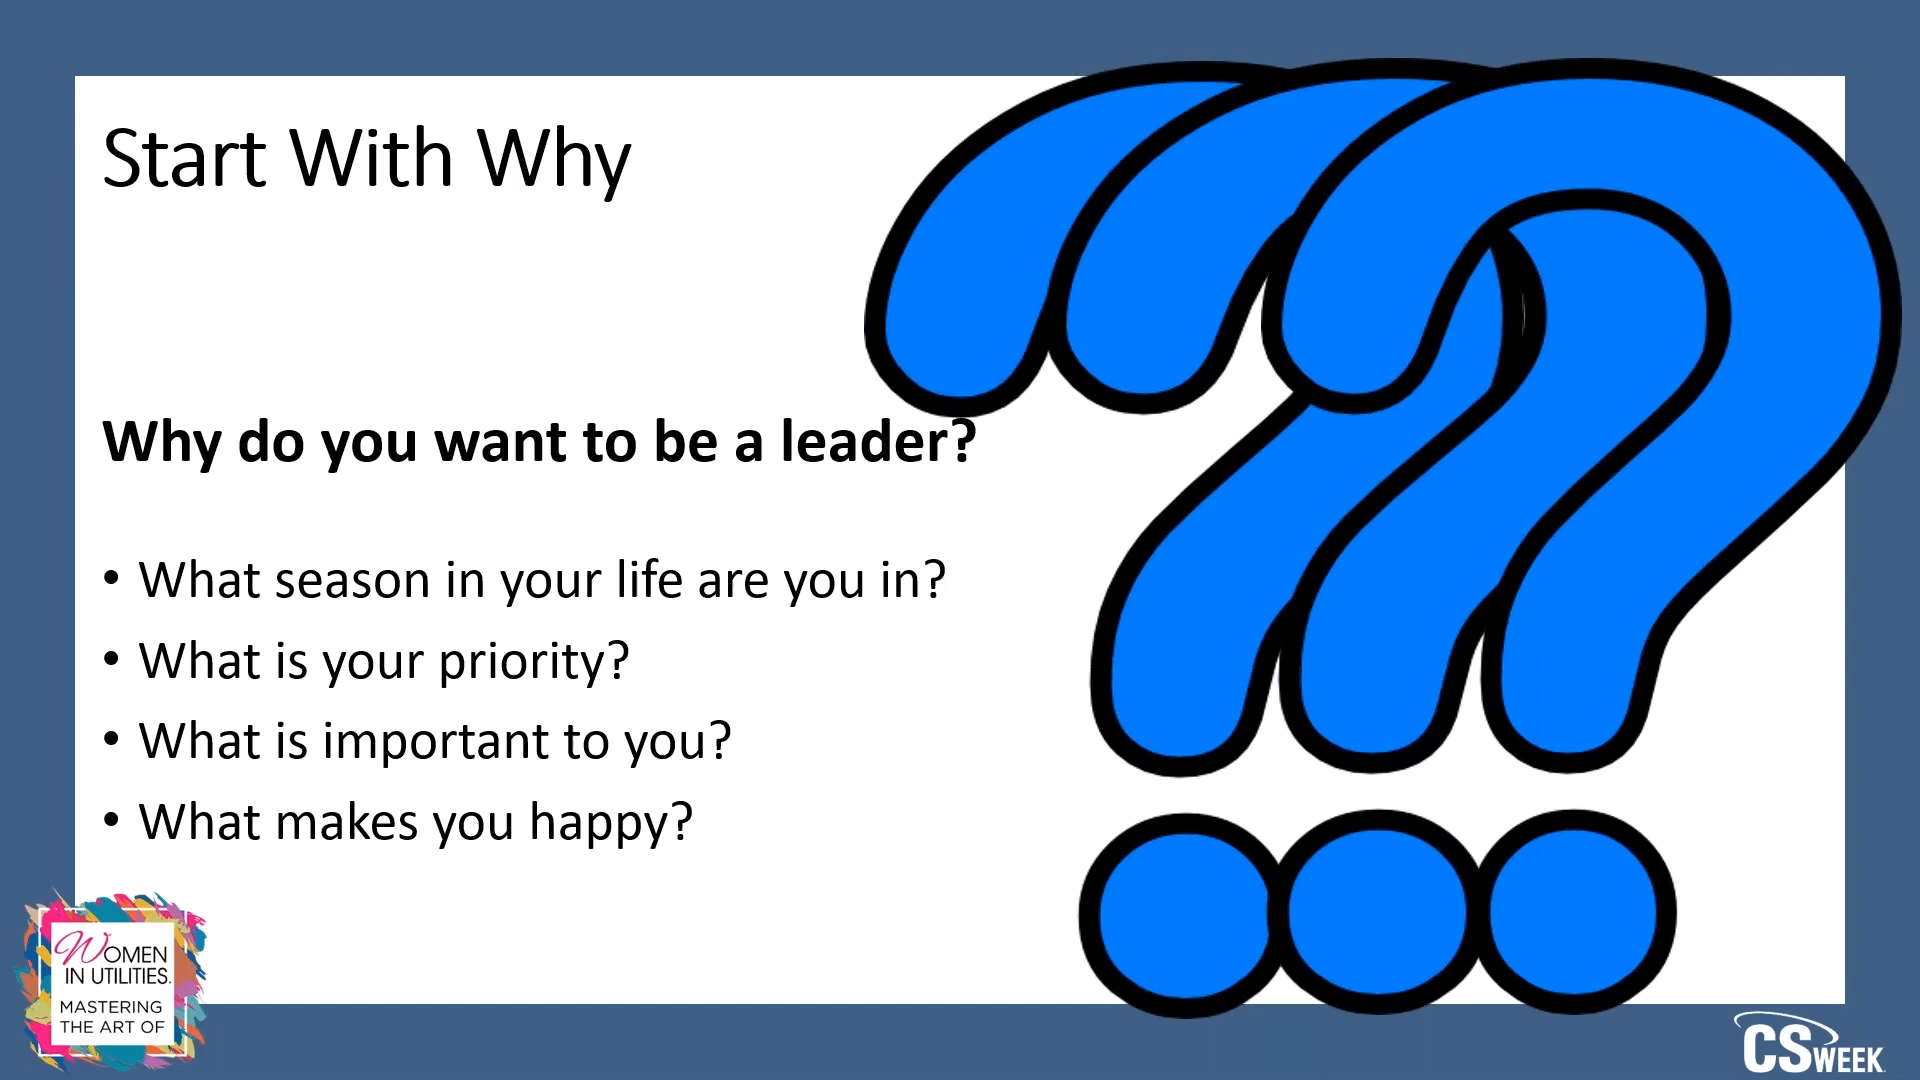 Start With Why
Why do you want to be a leader?
• What season in your life are you in?
• What is your priority?
• What is important to you?
• What makes you happy?
WOMEN
IN UTILITIES.
MASTERING
THE ART OF
CS WEEK